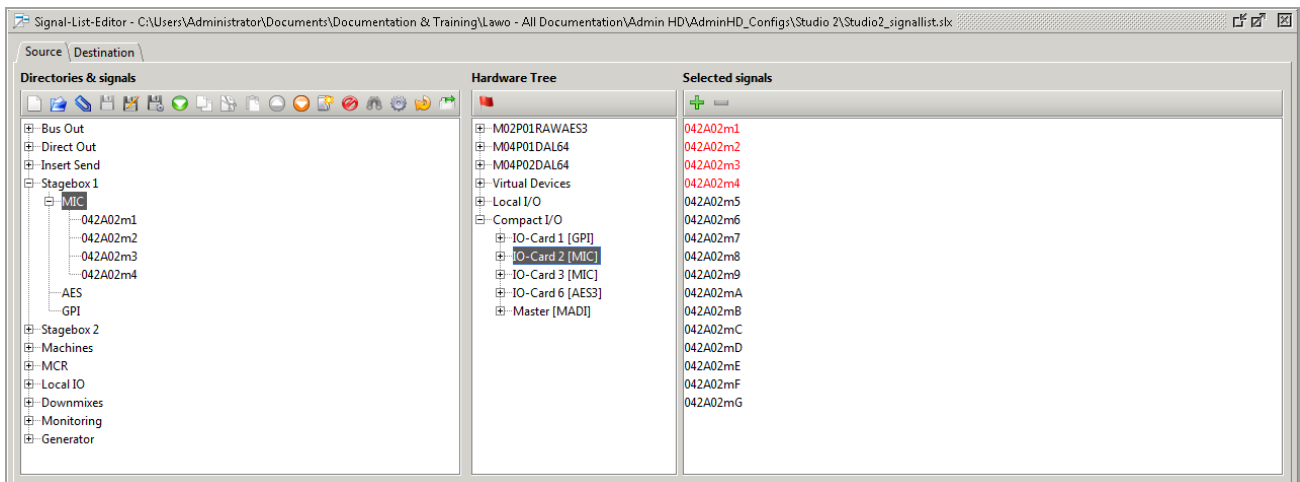 Signal-List-Editor - C:\Users\Administrator\Documents\Documentation & Training\Lawo - All Documentation\Admin HD\AdminHD_Configs\Studio 2\Studio2_signallist.slx
Source
Destination
Directories & signals
Bus Out
Direct Out
Insert Send
Stagebox 1
MIC
042A02m1
042A02m2
042A02m3
042A02m4
AES
GPI
Stagebox 2
Machines
MCR
Local IO
Downmixes
Monitoring
Generator
Hardware Tree
M02P01RAWAES3
M04P01DAL64
M04P02DAL64
Virtual Devices
Local I/O
Compact I/O
IO-Card 1 [GPI]
IO-Card 2 [MIC]
IO-Card 3 [MIC]
IO-Card 6 [AES3]
Master [MADI]
Selected signals
042A02m1
042A02m2
042A02m3
042A02m4
042A02m5
042A02m6
042A02m7
042A02m8
042A02m9
042A02mA
042A02mB
042A02mC
042A02mD
042A02mE
042A02mF
042A02mG